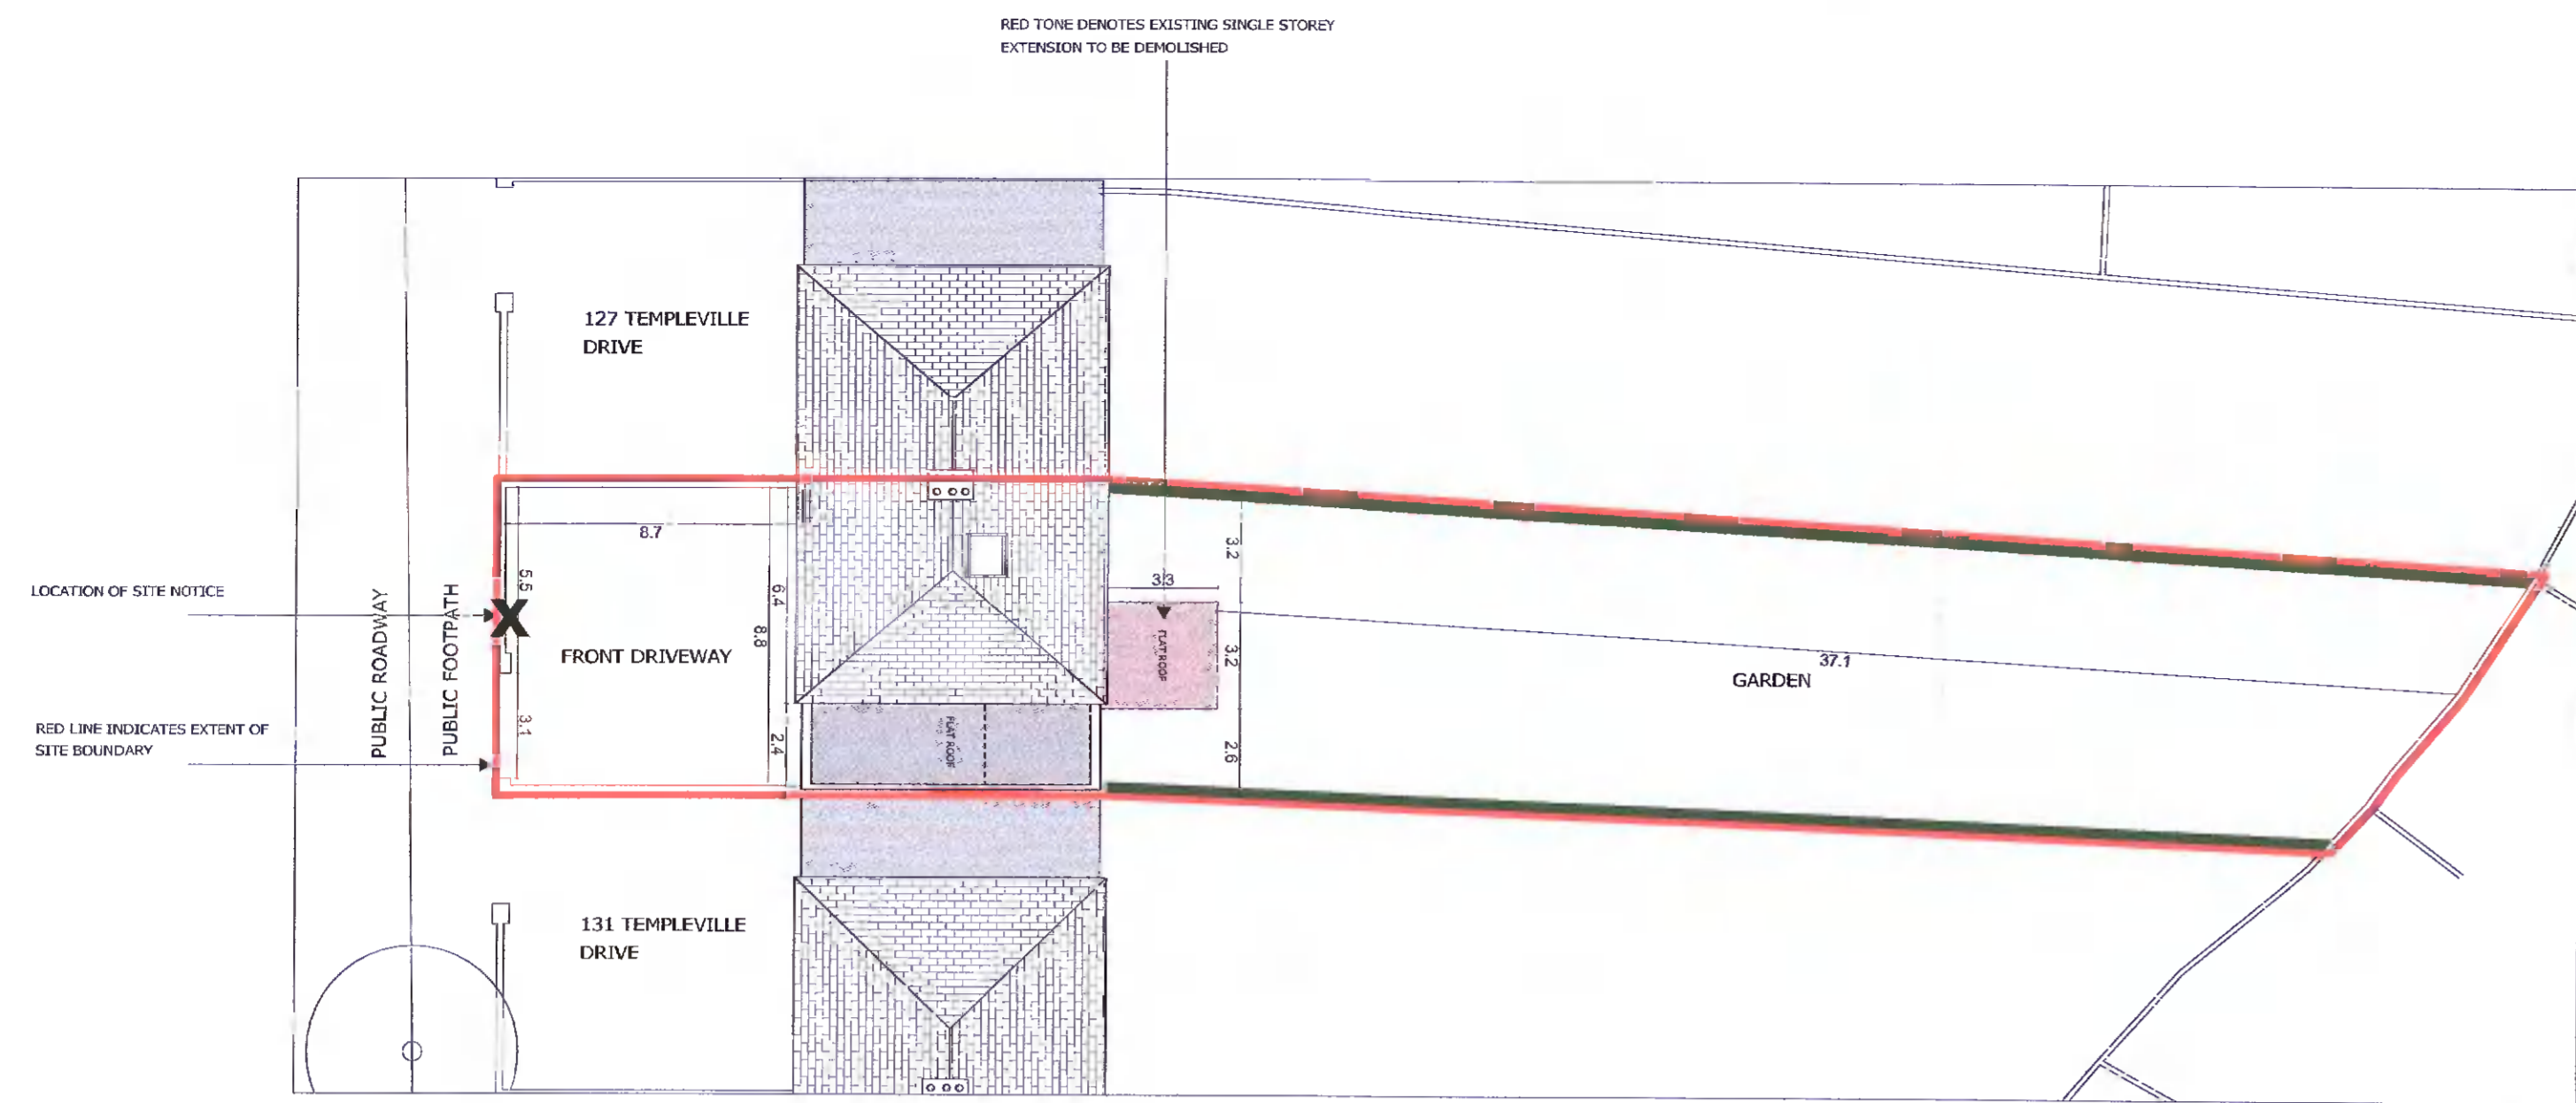 RED TONE DENOTES EXISTING SINGLE STOREY
EXTENSION TO BE DEMOLISHED
127 TEMPLEVILLE
DRIVE
8.7
5.5
6.4
8.8
3.1
2.4
3.3
3.2
3.2
2.6
37.1
LOCATION OF SITE NOTICE
X
PUBLIC ROADWAY
PUBLIC FOOTPATH
FRONT DRIVEWAY
FLAT ROOF
FLAT ROOF
GARDEN
RED LINE INDICATES EXTENT OF
SITE BOUNDARY
131 TEMPLEVILLE
DRIVE